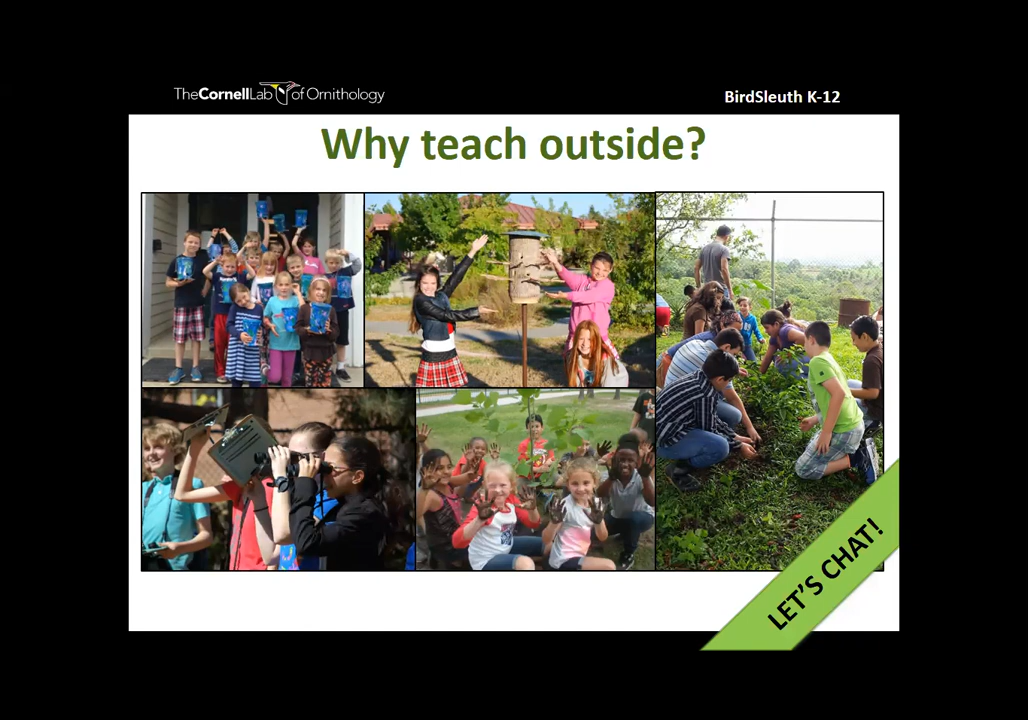 TheCornellLab of Ornithology
BirdSleuth K-12
Why teach outside?
LET'S CHAT!